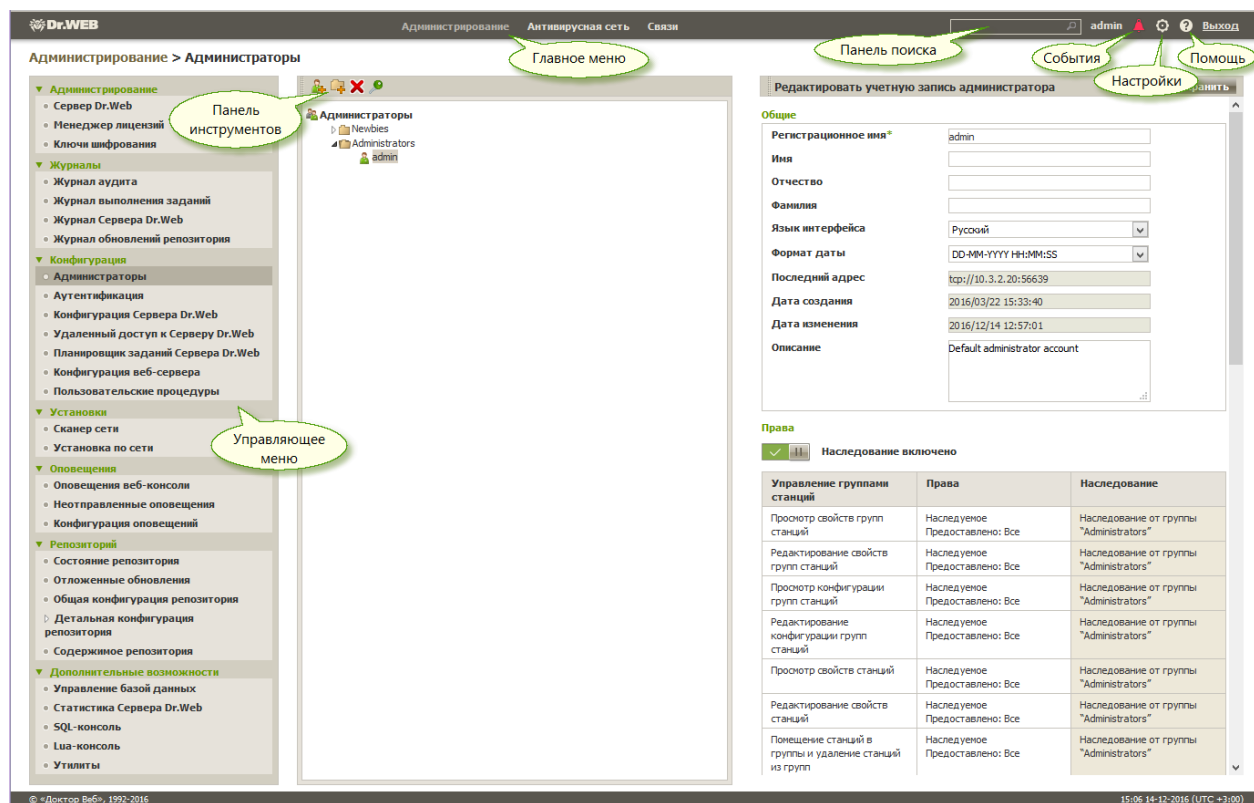 Dr.WEB
Администрирование Антивирусная сеть Связи
admin Выход
Панель поиска
События
Настройки
Помощь
Главное меню
Администрирование > Администраторы
Панель
инструментов
Управляющее
меню
Администрирование
Сервер Dr.Web
Менеджер лицензий
Ключи шифрования
Журналы
Журнал аудита
Журнал выполнения заданий
Журнал Сервера Dr.Web
Журнал обновлений репозитория
Конфигурация
Администраторы
Аутентификация
Конфигурация Сервера Dr.Web
Удаленный доступ к Серверу Dr.Web
Планировщик заданий Сервера Dr.Web
Конфигурация веб-сервера
Пользовательские процедуры
Установки
Сканер сети
Установка по сети
Оповещения
Оповещения веб-консоли
Неотправленные оповещения
Конфигурация оповещений
Репозиторий
Состояние репозитория
Отложенные обновления
Общая конфигурация репозитория
Детальная конфигурация
репозитория
Содержимое репозитория
Дополнительные возможности
Управление базой данных
Статистика Сервера Dr.Web
SQL-консоль
Lua-консоль
Утилиты
Администраторы
Newbies
Administrators
admin
Редактировать учетную запись администратора
Общие
Регистрационное имя* admin
Имя
Отчество
Фамилия
Язык интерфейса Русский
Формат даты DD-MM-YYYY HH:MM:SS
Последний адрес tcp://10.3.2.20:56639
Дата создания 2016/03/22 15:33:40
Дата изменения 2016/12/14 12:57:01
Описание Default administrator account
Права
Наследование включено
Управление группами станций Права Наследование
Просмотр свойств групп станций Наследуемое Предоставлено: Все Наследование от группы "Administrators"
Редактирование свойств групп станций Наследуемое Предоставлено: Все Наследование от группы "Administrators"
Просмотр конфигурации групп станций Наследуемое Предоставлено: Все Наследование от группы "Administrators"
Редактирование конфигурации групп станций Наследуемое Предоставлено: Все Наследование от группы "Administrators"
Просмотр свойств станций Наследуемое Предоставлено: Все Наследование от группы "Administrators"
Редактирование свойств станций Наследуемое Предоставлено: Все Наследование от группы "Administrators"
Помещение станций в группы и удаление станций из групп Наследуемое Предоставлено: Все Наследование от группы "Administrators"
© «Доктор Веб», 1992-2016
15:06 14-12-2016 (UTC +3:00)